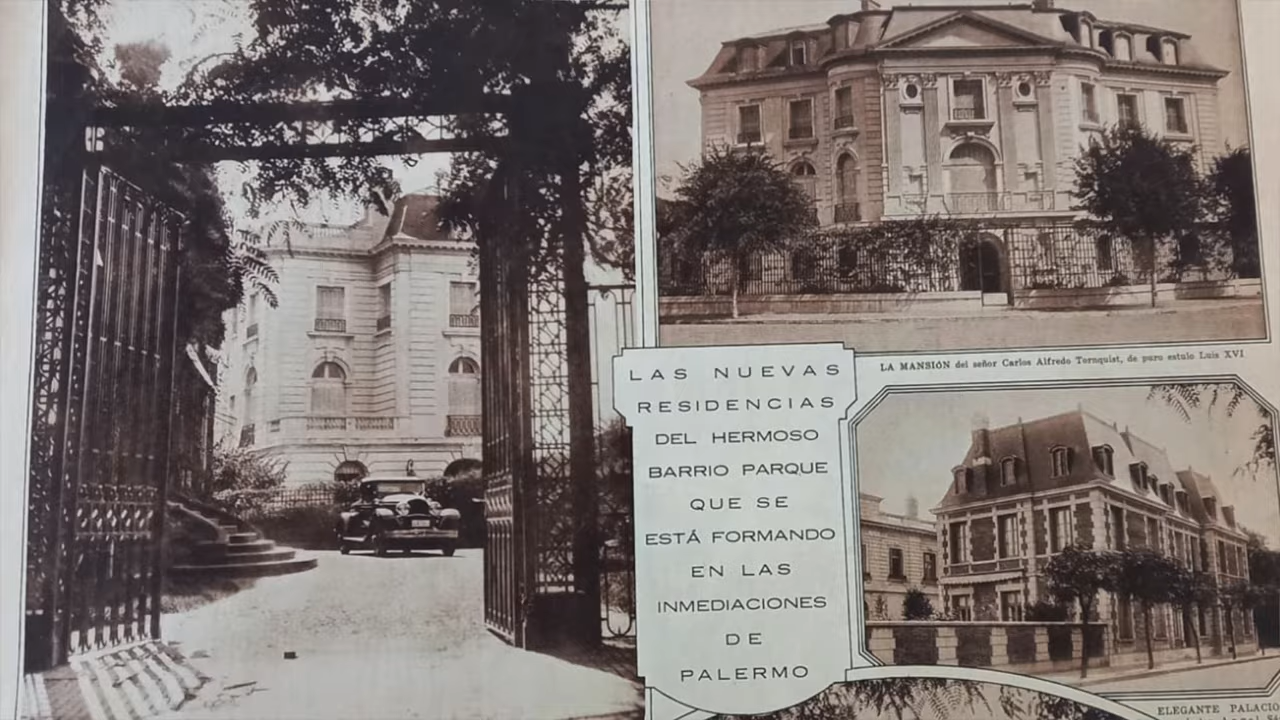 LA MANSIÓN del señor Carlos Alfredo Tornquist, de puro estulo Luis XVI
LAS NUEVAS
RESIDENCIAS
DEL HERMOSO
BARRIO PARQUE
QUE SE
ESTÁ FORMANDO
EN LAS
INMEDIACIONES
DE
PALERMO
ELEGANTE PALACIO